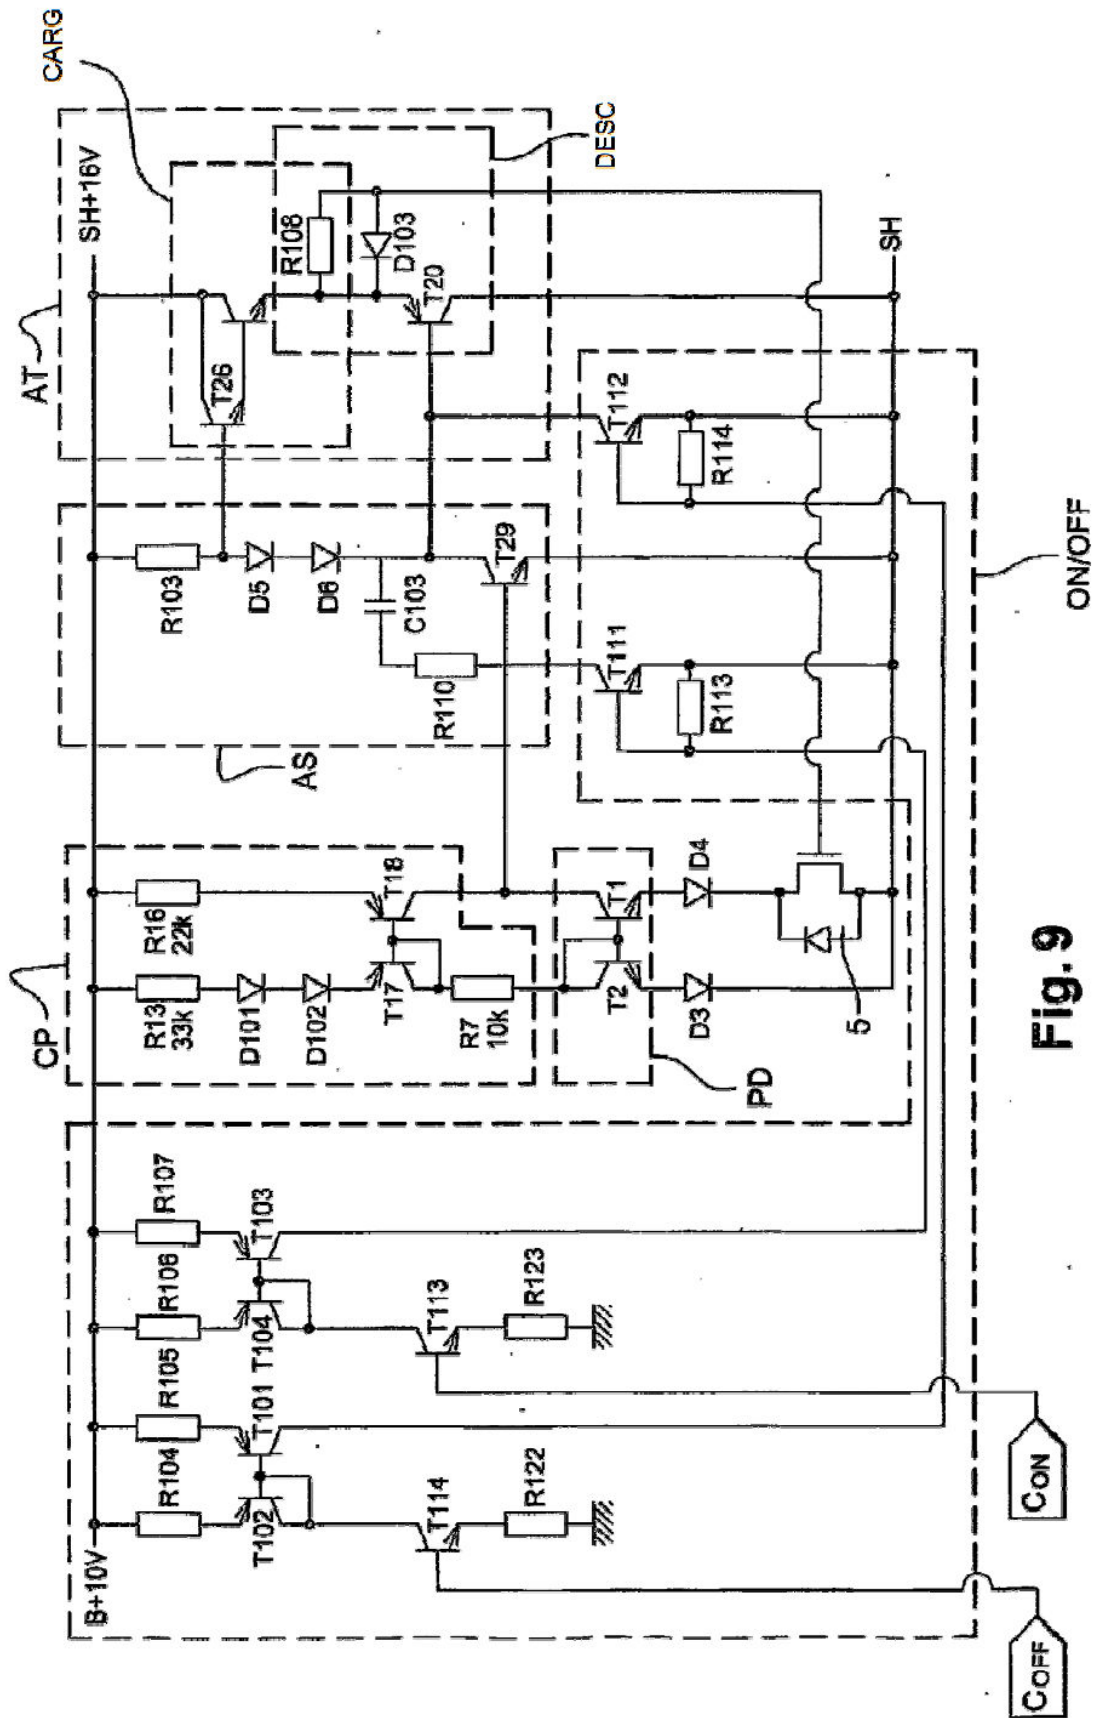 CARG
SH+16V
AT
DESC
R108
D103
T20
T26
SH
T112
R114
R103
D5
D6
C103
T29
R110
AS
T111
R113
ON/OFF
CP
R16
22k
T18
R13
33k
D101
D102
T17
R7
10k
T1
T2
D4
D3
5
PD
Fig. 9
R107
T103
R106
T104
R105
T101
R104
T102
B+10V
T113
R123
T114
R122
CON
COFF